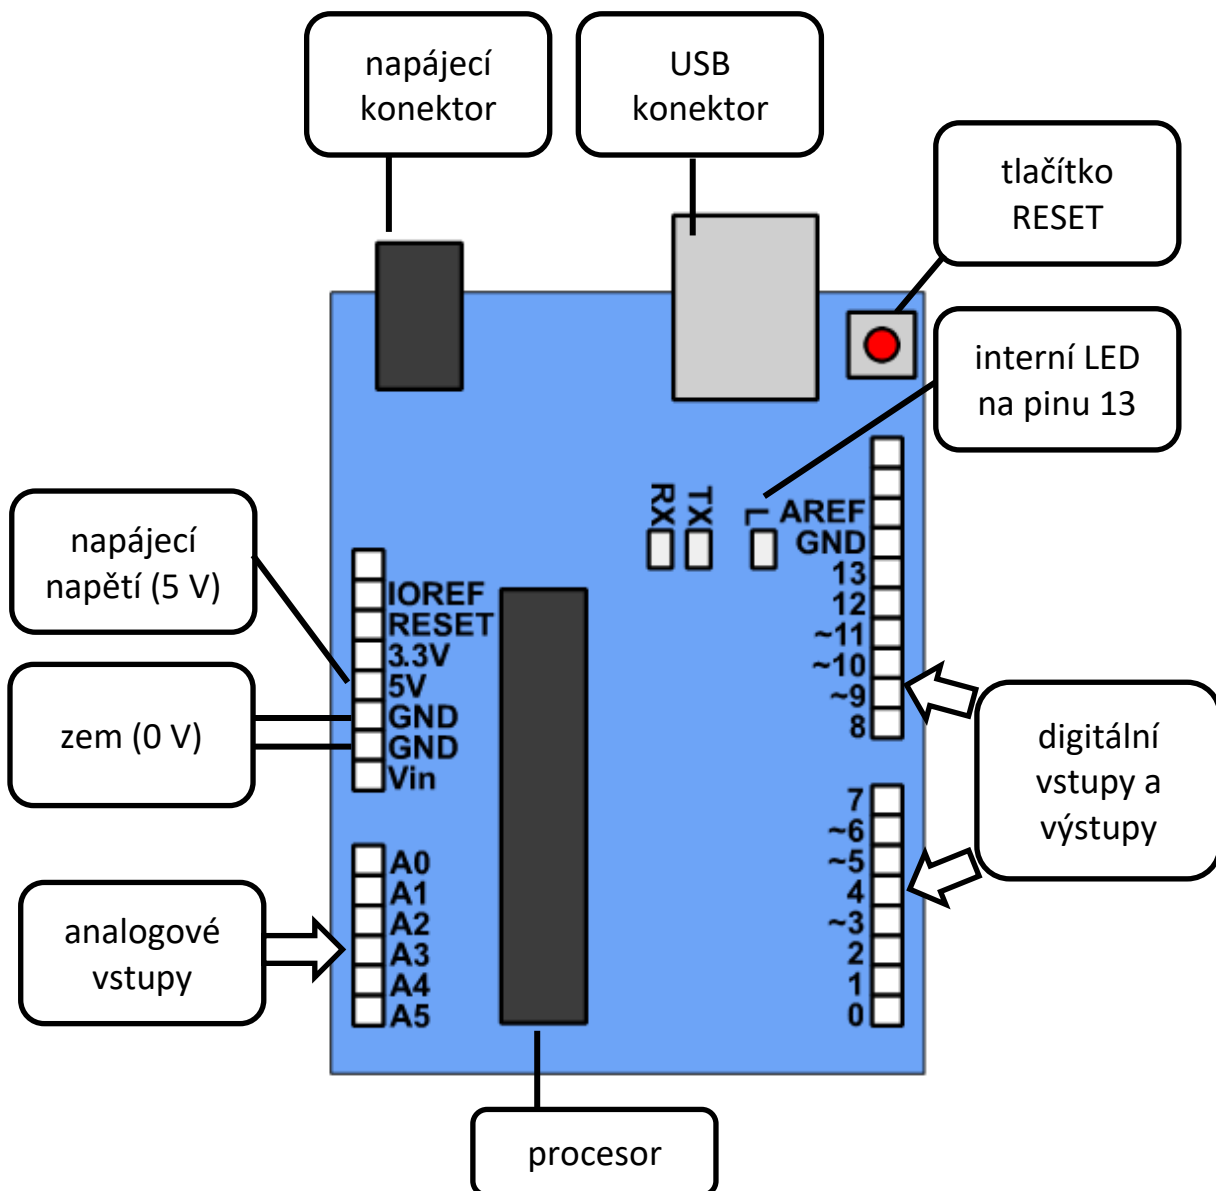 napájecí
konektor
USB
konektor
tlačítko
RESET
interní LED
na pinu 13
napájecí
napětí (5 V)
zem (0 V)
analogové
vstupy
procesor
digitální
vstupy a
výstupy
RX
TX
L
IOREF
RESET
3.3V
5V
GND
GND
Vin
A0
A1
A2
A3
A4
A5
AREF
GND
13
12
~11
~10
~9
8
7
~6
~5
4
~3
2
1
0